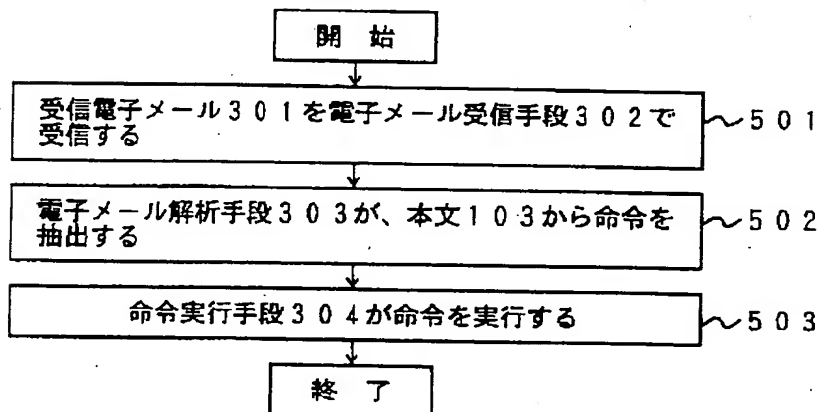 開 始
受信電子メール301を電子メール受信手段302で
受信する
501
電子メール解析手段303が、本文103から命令を
抽出する
502
命令実行手段304が命令を実行する
503
終 了